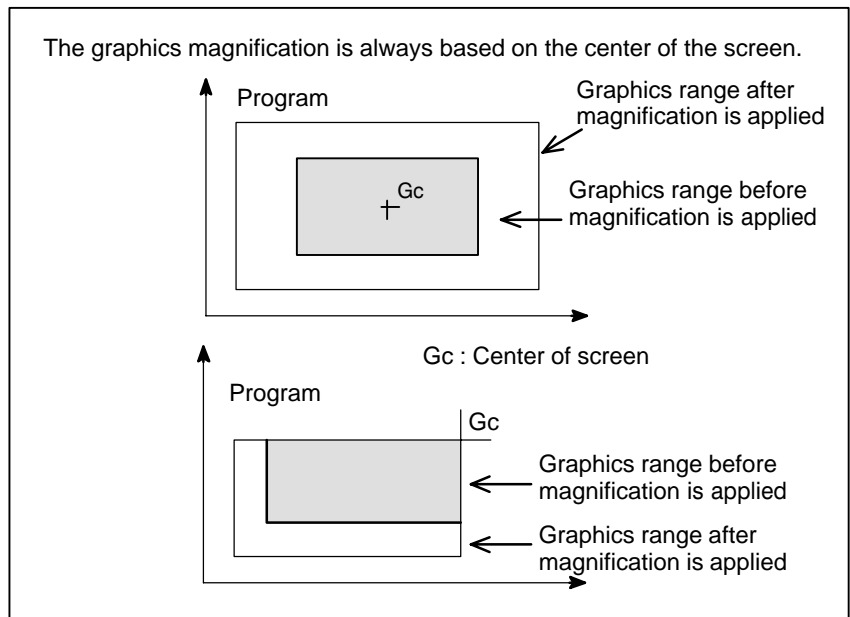 The graphics magnification is always based on the center of the screen.
Program
Graphics range after
magnification is applied
Gc
Graphics range before
magnification is applied
Gc : Center of screen
Program
Gc
Graphics range before
magnification is applied
Graphics range after
magnification is applied